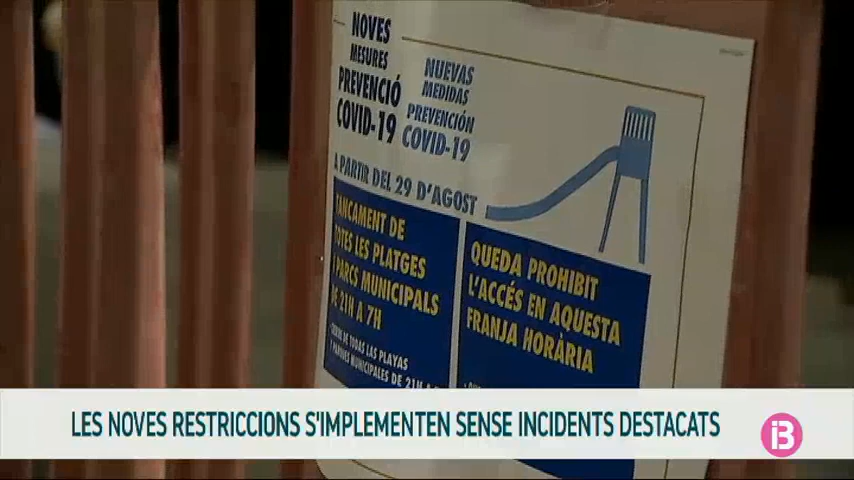 NOVES
MESURES
PREVENCIÓ
COVID-19
NUEVAS
MEDIDAS
PREVENCIÓN
COVID-19
A PARTIR DEL 29 D'AGOST
TANCAMENT DE
TOTES LES PLATGES
I PARCS MUNICIPALS
DE 21H A 7H
CIERRE DE TODAS LAS PLAYAS
Y PARQUES MUNICIPALES DE 21H A
QUEDA PROHIBIT
L'ACCÉS EN AQUESTA
FRANJA HORÀRIA
LES NOVES RESTRICCIONS S'IMPLEMENTEN SENSE INCIDENTS DESTACATS